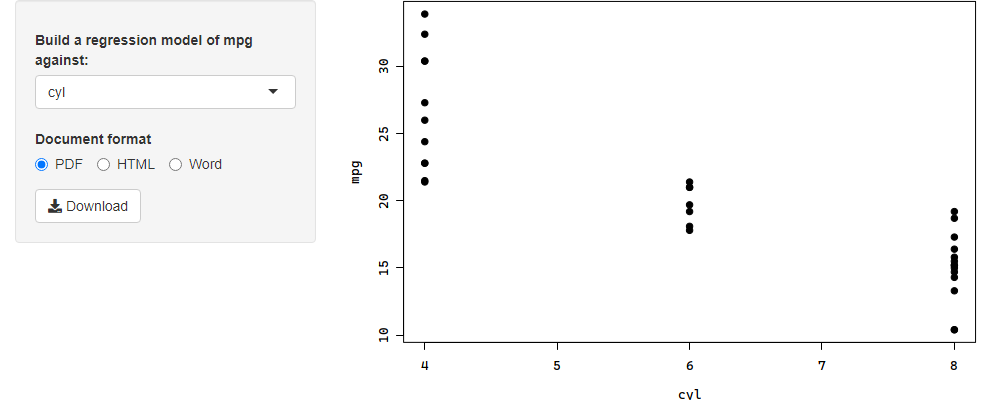 Build a regression model of mpg
against:
cyl
Document format
PDF HTML Word
Download
30
25
20
15
10
mpg
4 5 6 7 8
cyl